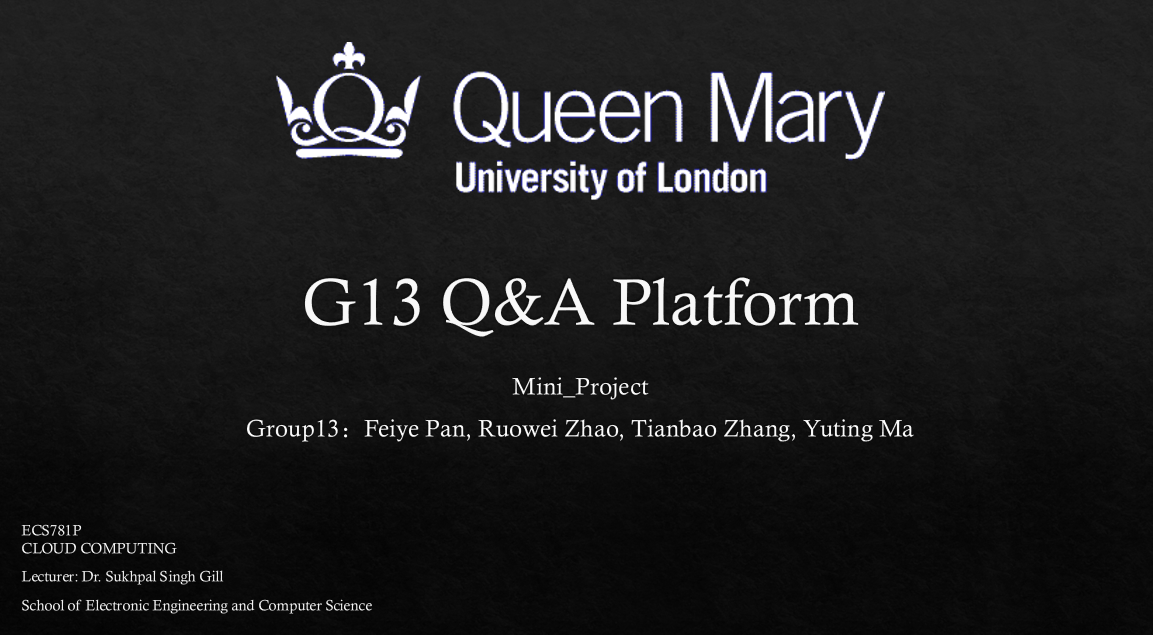 Queen Mary
University of London
G13 Q&A Platform
Mini_Project
Group13：Feiye Pan, Ruowei Zhao, Tianbao Zhang, Yuting Ma
ECS781P
CLOUD COMPUTING
Lecturer: Dr. Sukhpal Singh Gill
School of Electronic Engineering and Computer Science